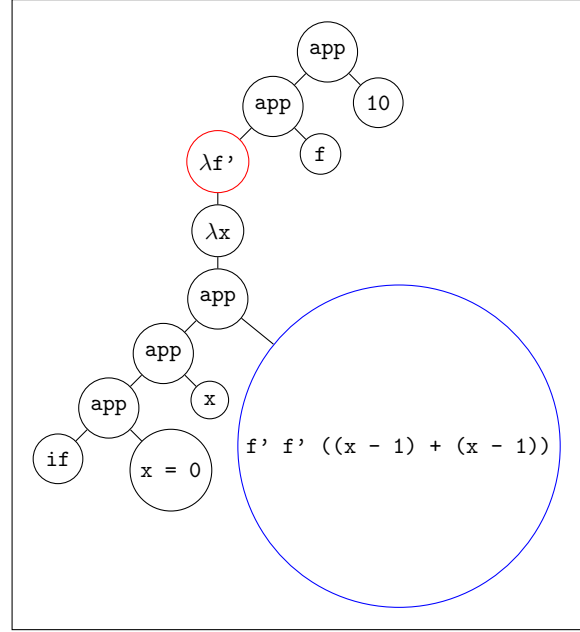 app
app
10
λf'
f
λx
app
app
x
app
if
x = 0
f' f' ((x - 1) + (x - 1))